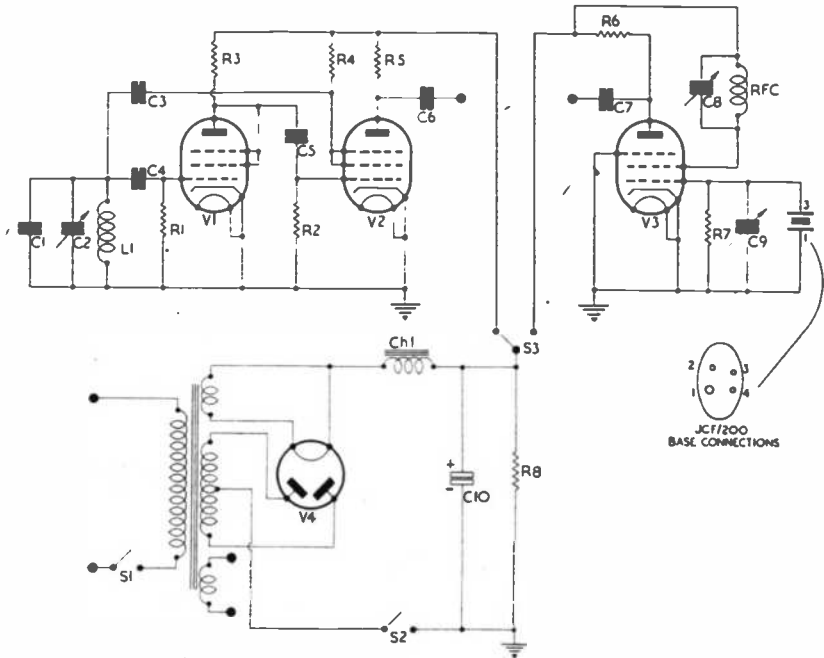 R3
R4
R5
R6
C3
C6
C7
C8
RFC
C5
C4
V1
V2
V3
C1
C2
L1
R1
R2
R7
C9
3
1
Ch1
S3
2
3
1
4
JCF/200
BASE CONNECTIONS
R8
+
-
C10
V4
S1
S2